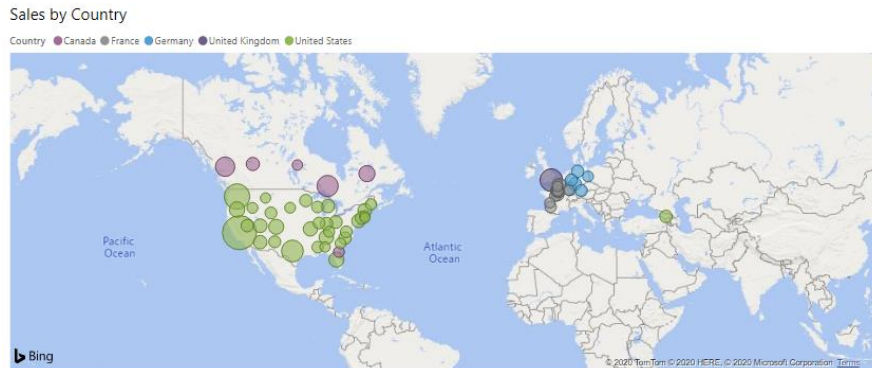 Sales by Country
Country Canada France Germany United Kingdom United States
Pacific
Ocean
Atlantic
Ocean
Bing
© 2020 TomTom © 2020 HERE, © 2020 Microsoft Corporation Terms